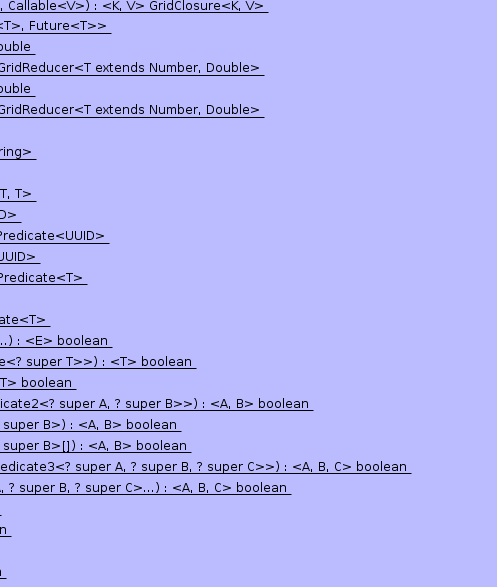 , Callable<V>) : <K, V> GridClosure<K, V>
<T>, Future<T>>
ouble
GridReducer<T extends Number, Double>
ouble
GridReducer<T extends Number, Double>
ring>
T, T>
D>
Predicate<UUID>
UUID>
Predicate<T>
ate<T>
...) : <E> boolean
e<? super T>>) : <T> boolean
T> boolean
icate2<? super A, ? super B>>) : <A, B> boolean
super B>) : <A, B> boolean
super B>[]) : <A, B> boolean
edicate3<? super A, ? super B, ? super C>>) : <A, B, C> boolean
, ? super B, ? super C>...) : <A, B, C> boolean
n